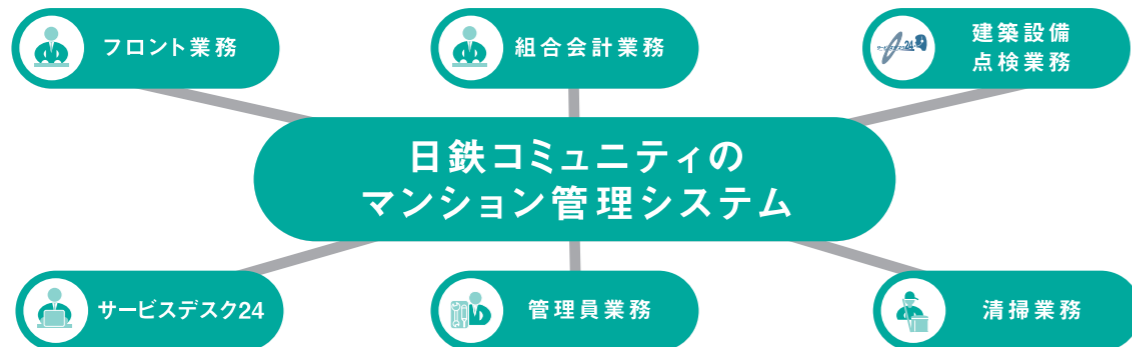 フロント業務
組合会計業務
建築設備
点検業務
日鉄コミュニティの
マンション管理システム
サービスデスク24
管理員業務
清掃業務